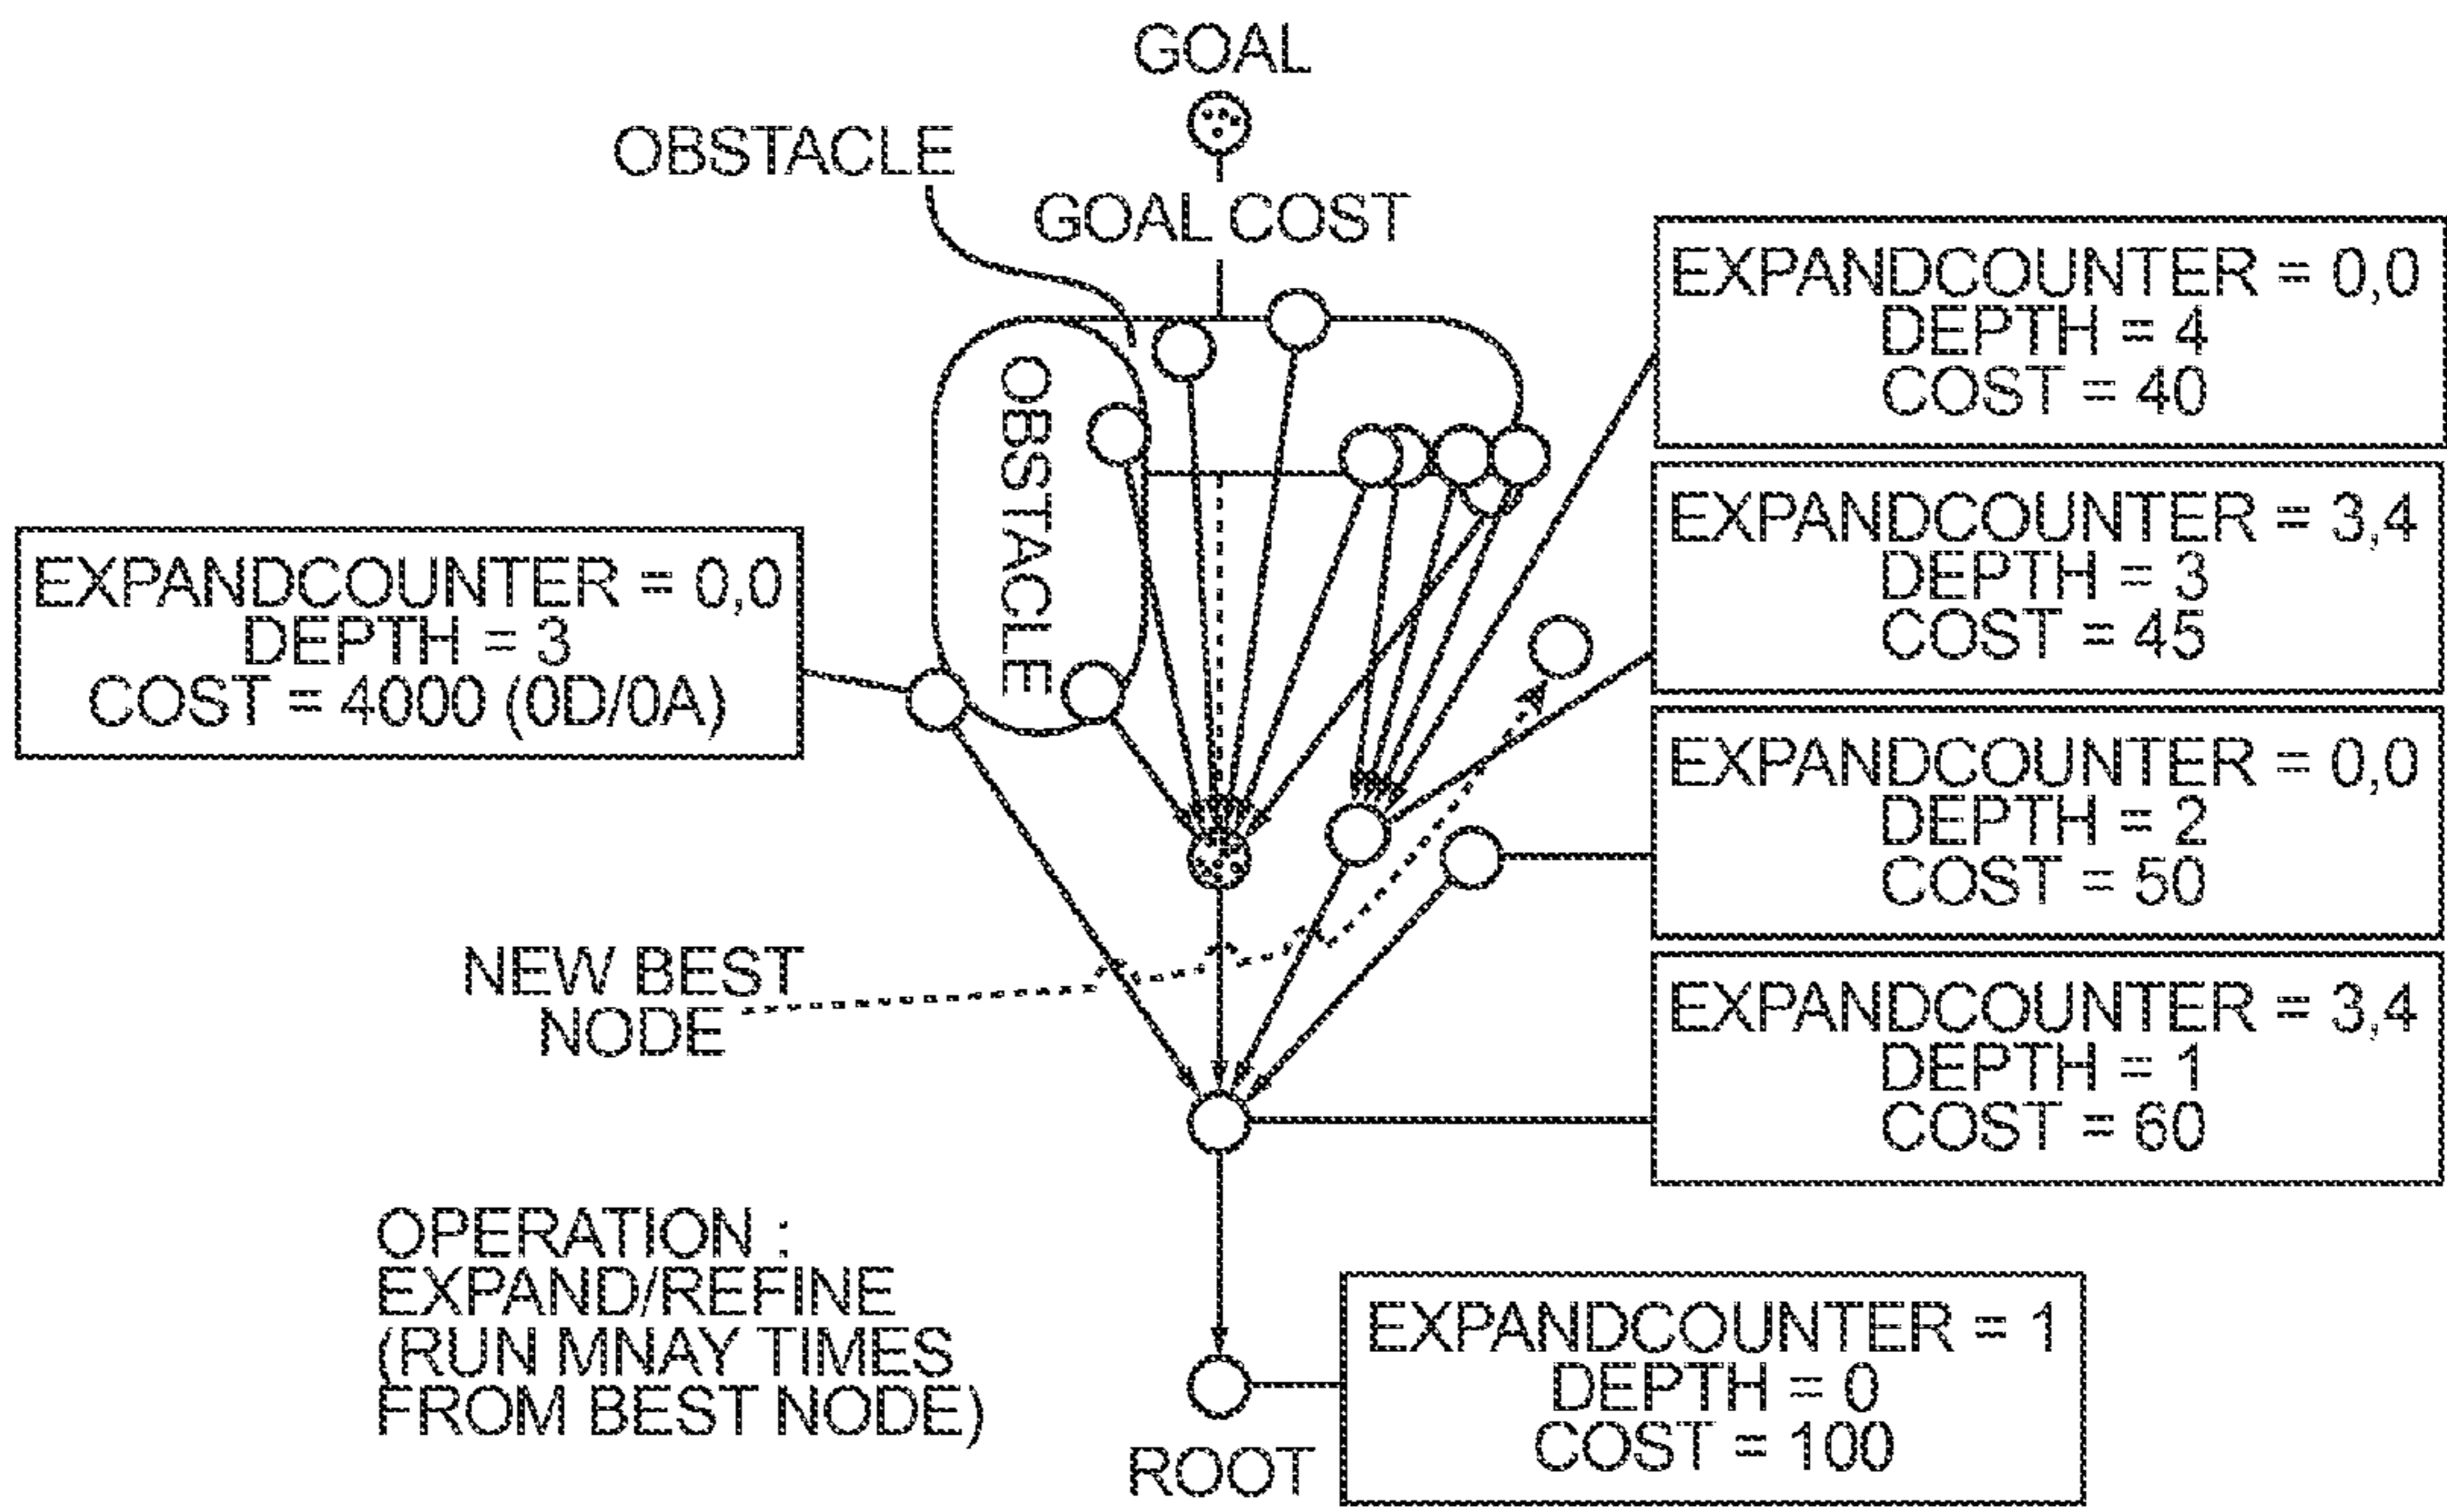 GOAL
OBSTACLE
GOAL COST
EXPANDCOUNTER = 0,0
DEPTH = 4
COST = 40
OBSTACLE
EXPANDCOUNTER = 3,4
DEPTH = 3
COST = 45
EXPANDCOUNTER = 0,0
DEPTH = 3
COST = 4000 (0D/0A)
EXPANDCOUNTER = 0,0
DEPTH = 2
COST = 50
NEW BEST
NODE
EXPANDCOUNTER = 3,4
DEPTH = 1
COST = 60
OPERATION :
EXPAND/REFINE
(RUN MNAY TIMES
FROM BEST NODE)
EXPANDCOUNTER = 1
DEPTH = 0
COST = 100
ROOT